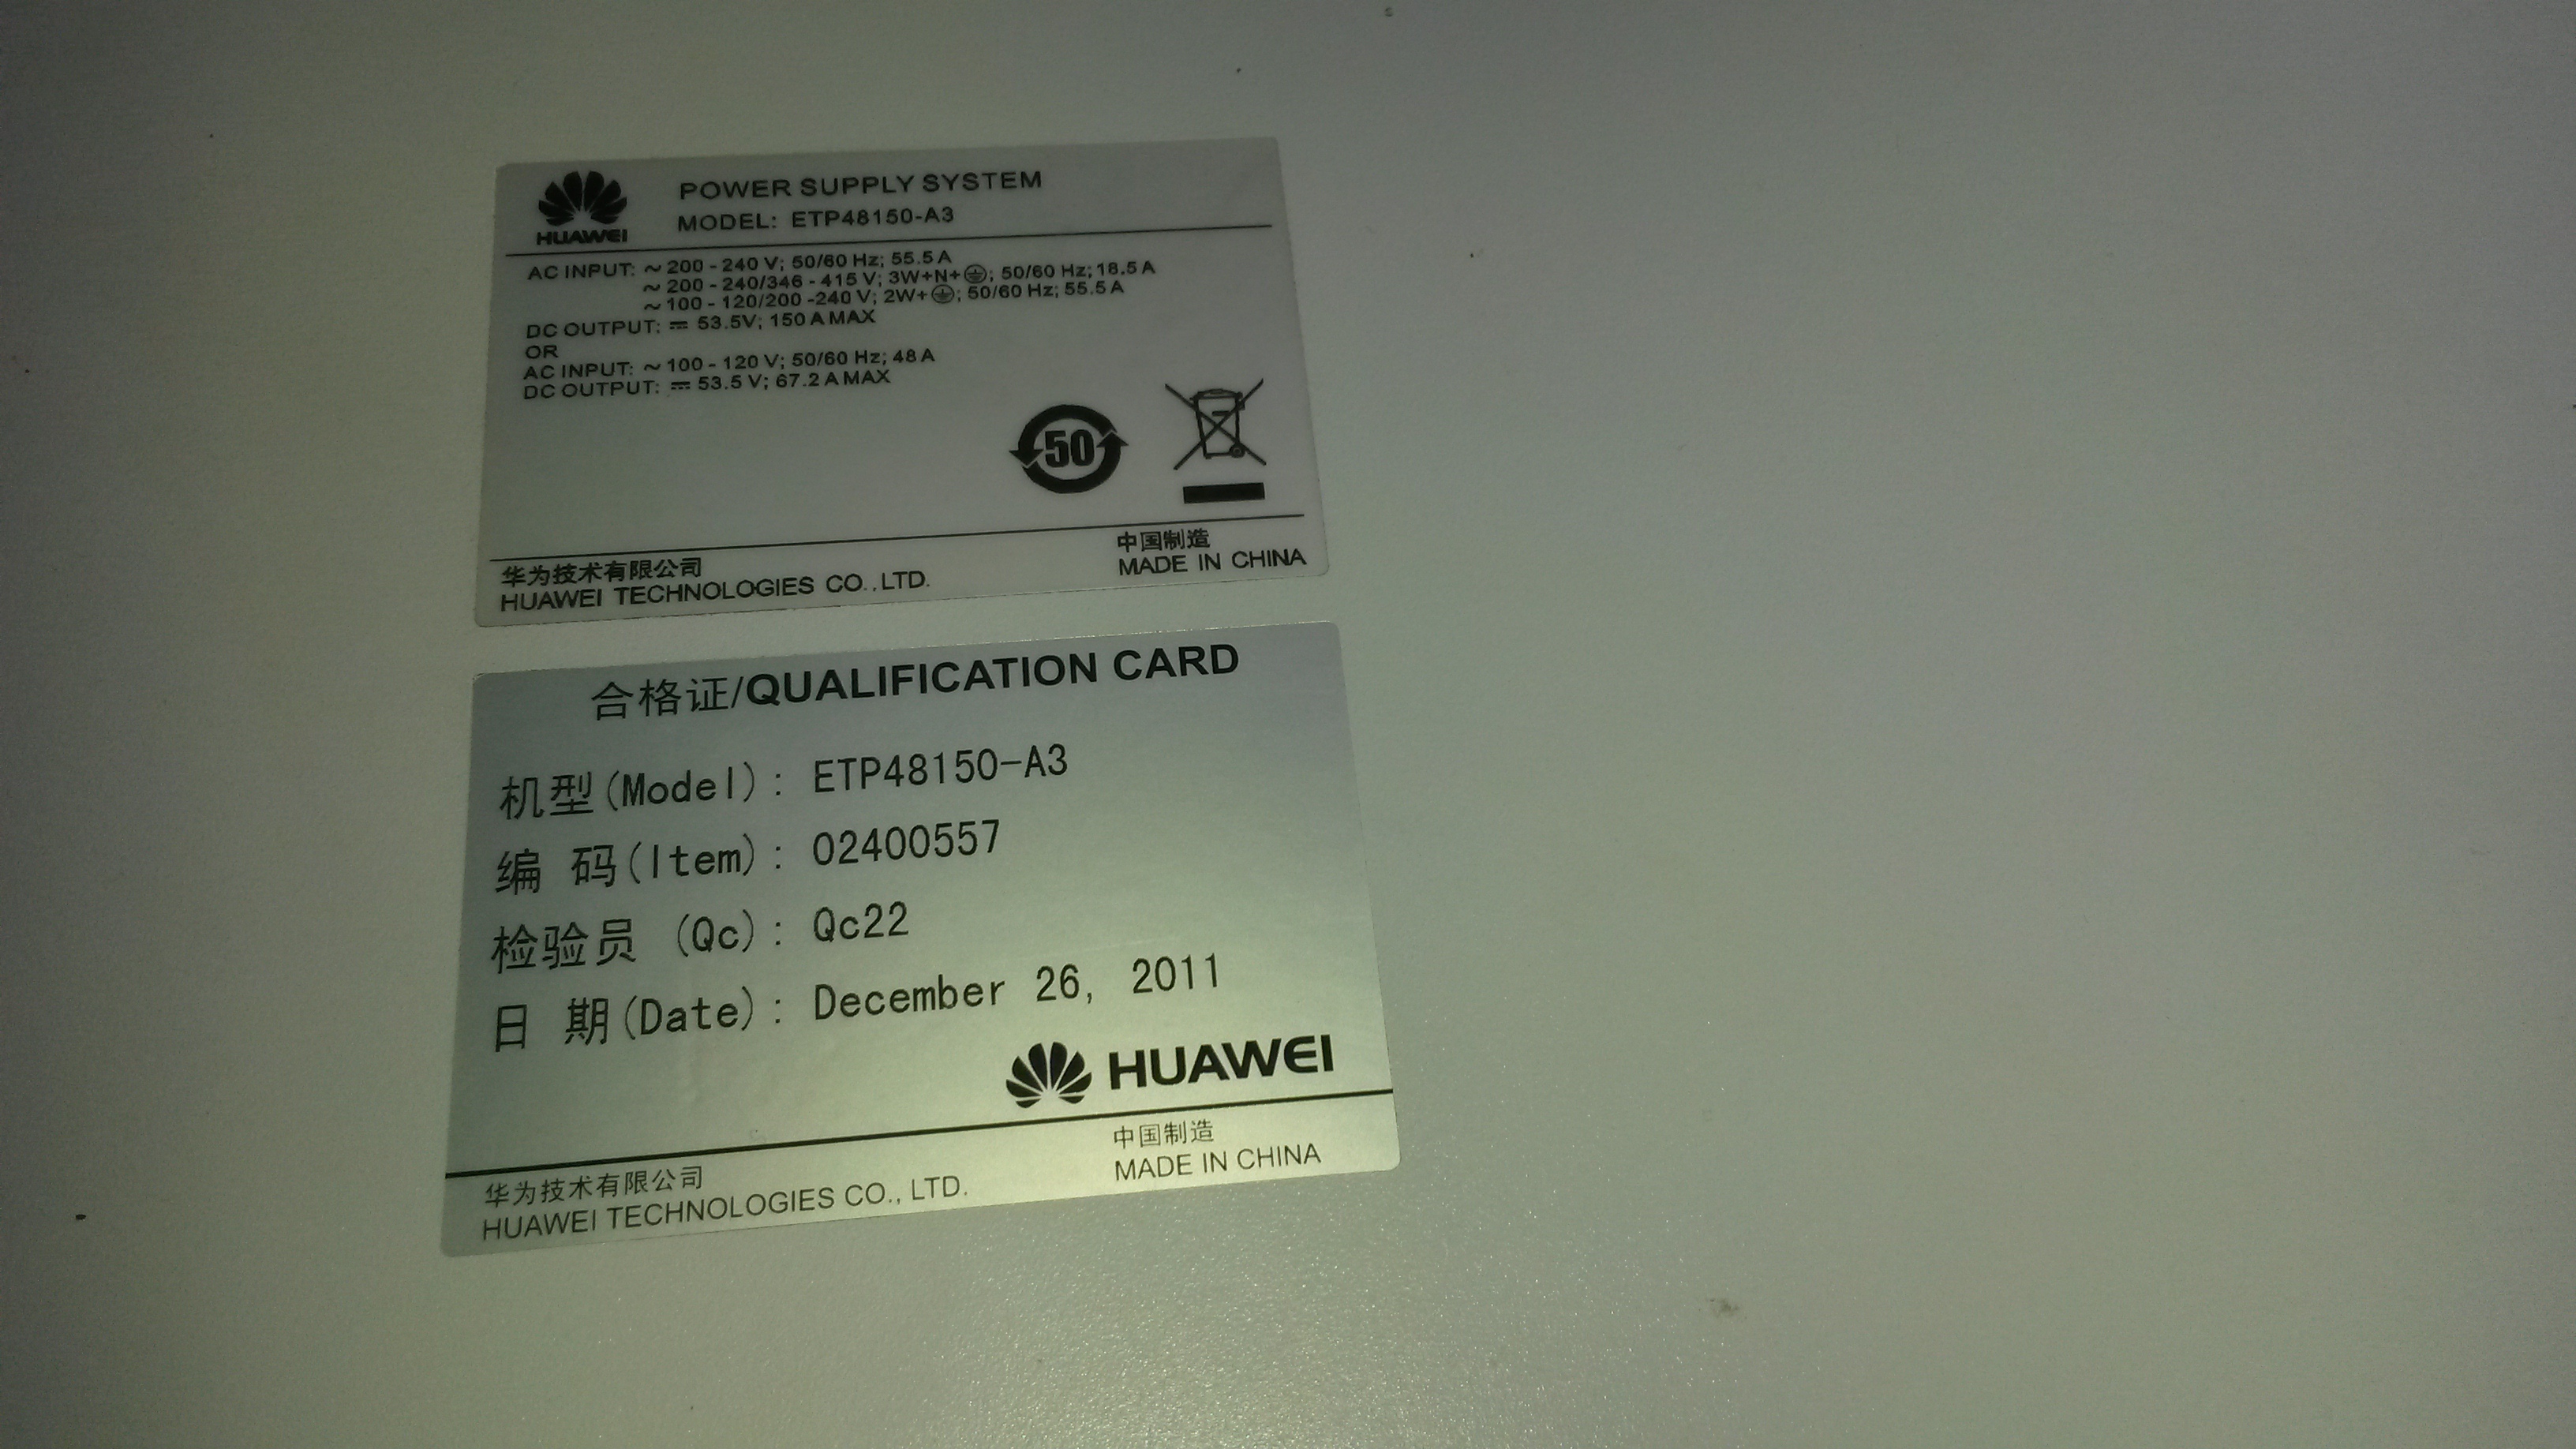 HUAWEI
POWER SUPPLY SYSTEM
MODEL: ETP48150-A3
AC INPUT: ~ 200 - 240 V; 50/60 Hz; 55.5 A
~ 200 - 240/346 - 415 V; 3W+N+⏚; 50/60 Hz; 18.5 A
~ 100 - 120/200 -240 V; 2W+⏚; 50/60 Hz; 55.5 A
DC OUTPUT: ⎓ 53.5V; 150 A MAX
OR
AC INPUT: ~ 100 - 120 V; 50/60 Hz; 48 A
DC OUTPUT: ⎓ 53.5 V; 67.2 A MAX
50
中国制造
MADE IN CHINA
华为技术有限公司
HUAWEI TECHNOLOGIES CO.,LTD.
合格证/QUALIFICATION CARD
机型(Model): ETP48150-A3
编 码(Item): 02400557
检验员 (Qc): Qc22
日 期(Date): December 26, 2011
HUAWEI
中国制造
MADE IN CHINA
华为技术有限公司
HUAWEI TECHNOLOGIES CO., LTD.